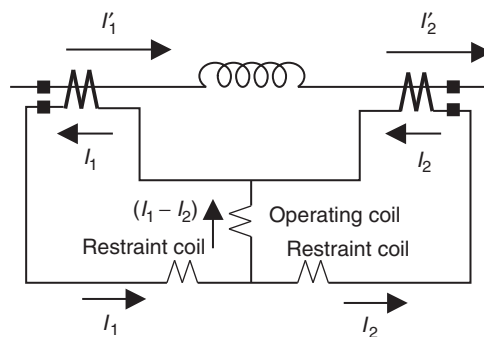 I′₁ I′₂
I₁ I₂
(I₁ – I₂) Operating coil
Restraint coil Restraint coil
I₁ I₂